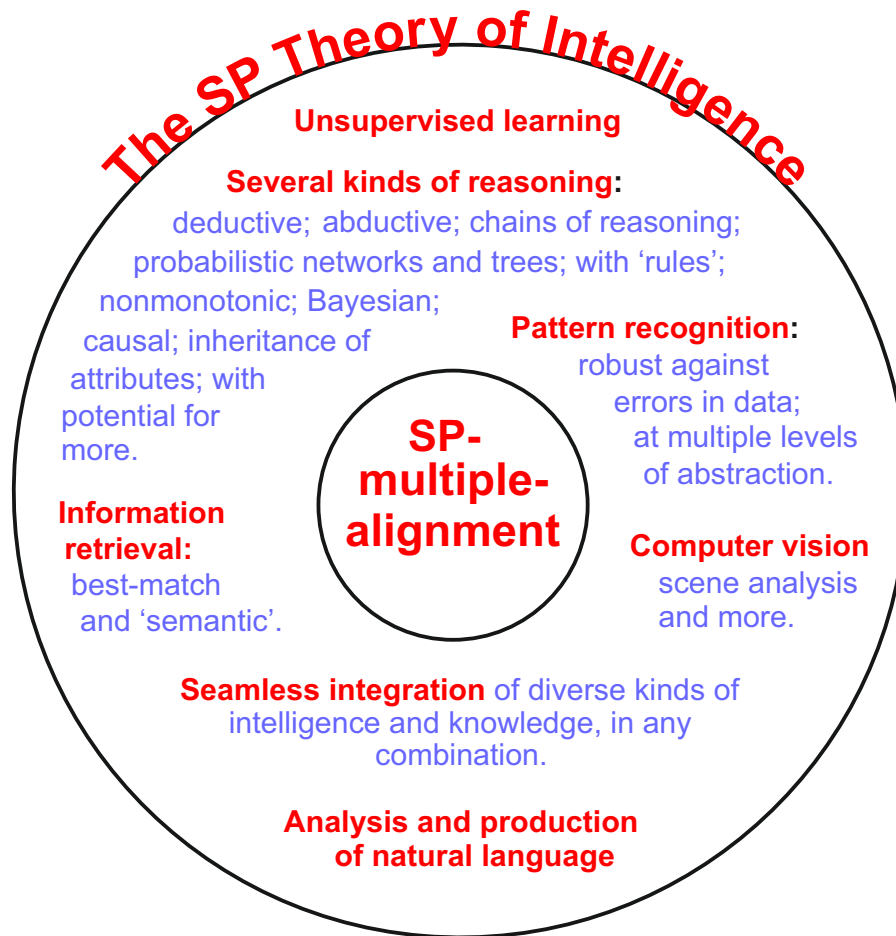 The SP Theory of Intelligence
Unsupervised learning
Several kinds of reasoning:
deductive; abductive; chains of reasoning;
probabilistic networks and trees; with ‘rules’;
nonmonotonic; Bayesian;
causal; inheritance of
attributes; with
potential for
more.
Pattern recognition:
robust against
errors in data;
at multiple levels
of abstraction.
SP-
multiple-
alignment
Information
retrieval:
best-match
and ‘semantic’.
Computer vision
scene analysis
and more.
Seamless integration of diverse kinds of
intelligence and knowledge, in any
combination.
Analysis and production
of natural language